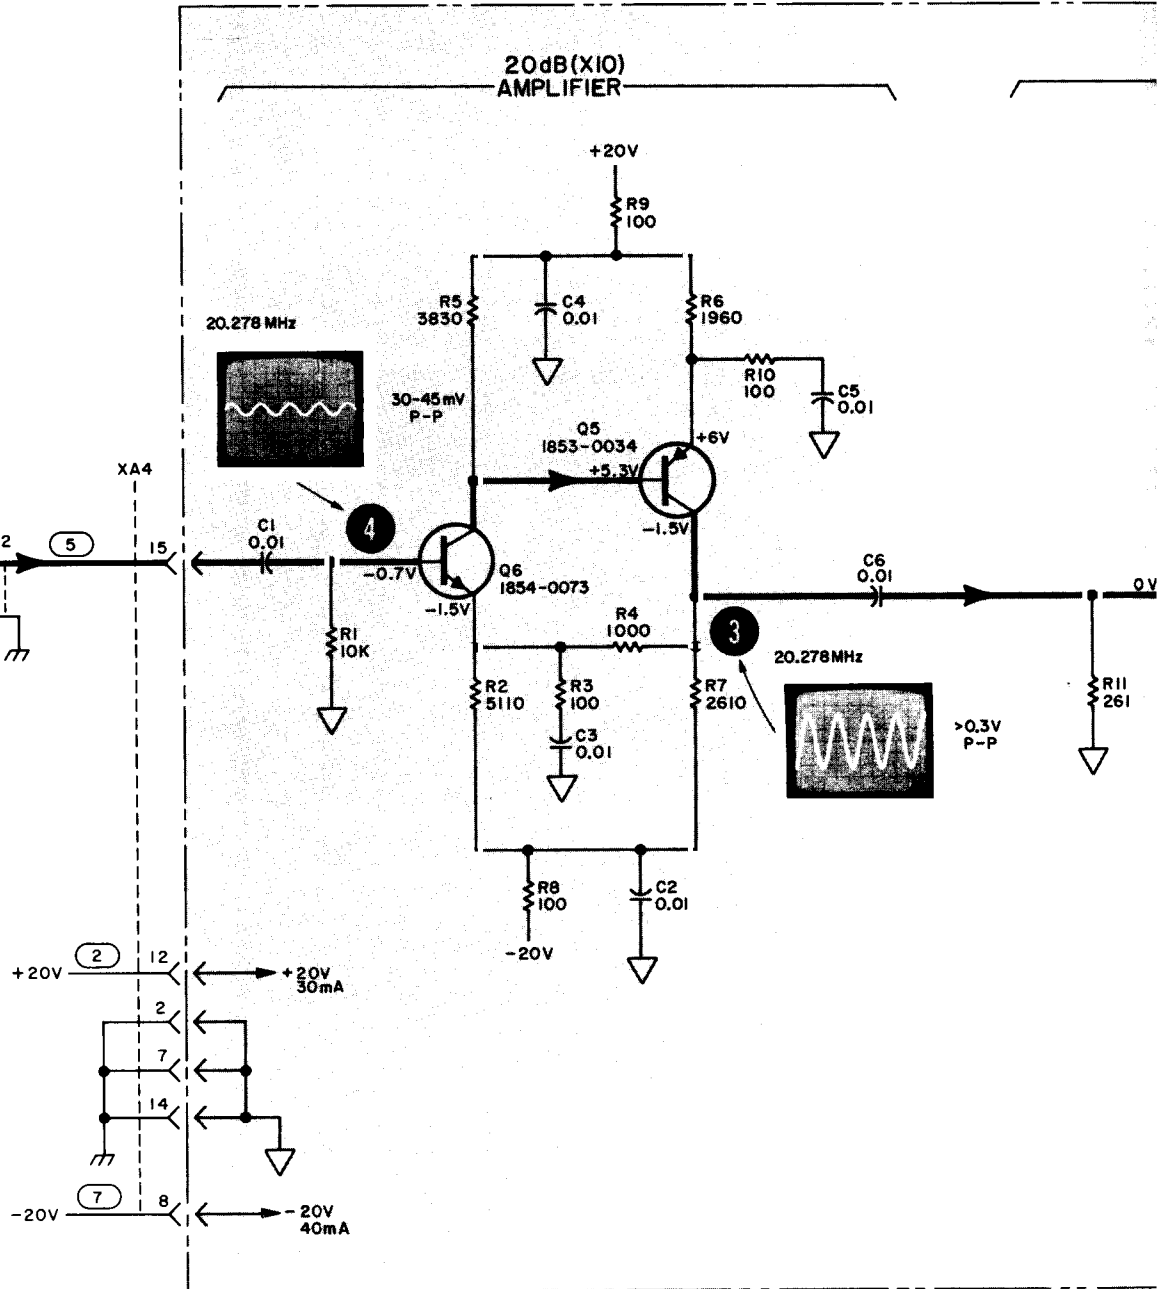 20dB(X10)
AMPLIFIER
+20V
R9
100
R5
3830
C4
0.01
R6
1960
20.278 MHz
R10
100
C5
0.01
30-45mV
P-P
Q5
1853-0034
+6V
+5.3V
-1.5V
XA4
2
5
15
C1
0.01
4
-0.7V
Q6
1854-0073
-1.5V
C6
0.01
0V
R1
10K
R4
1000
3
20.278MHz
R2
5110
R3
100
R7
2610
R11
261
>0.3V
P-P
C3
0.01
R8
100
C2
0.01
-20V
+20V
2
12
+20V
30mA
2
7
14
-20V
7
8
-20V
40mA